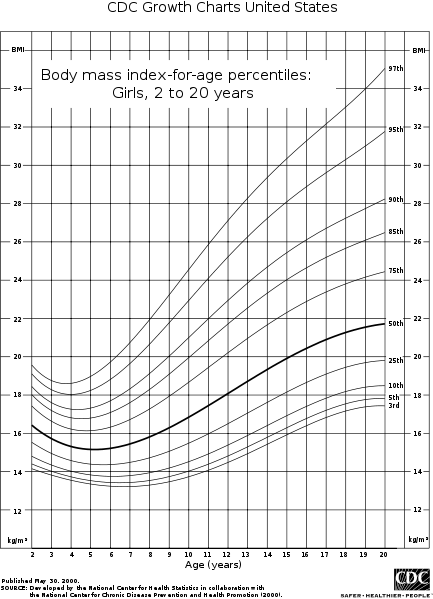 CDC Growth Charts United States
BMI BMI
Body mass index-for-age percentiles:
Girls, 2 to 20 years
97th
34 34
95th
32 32
30 30
90th
28 28
85th
26 26
75th
24 24
50th
22 22
25th
20 20
10th
18 18
5th
3rd
16 16
14 14
12 12
kg/m² kg/m²
2 3 4 5 6 7 8 9 10 11 12 13 14 15 16 17 18 19 20
Age (years)
Published May 30, 2000.
SOURCE: Developed by the National Center for Health Statistics in collaboration with
the National Center for Chronic Disease Prevention and Health Promotion (2000).
CDC
SAFER • HEALTHIER • PEOPLE™